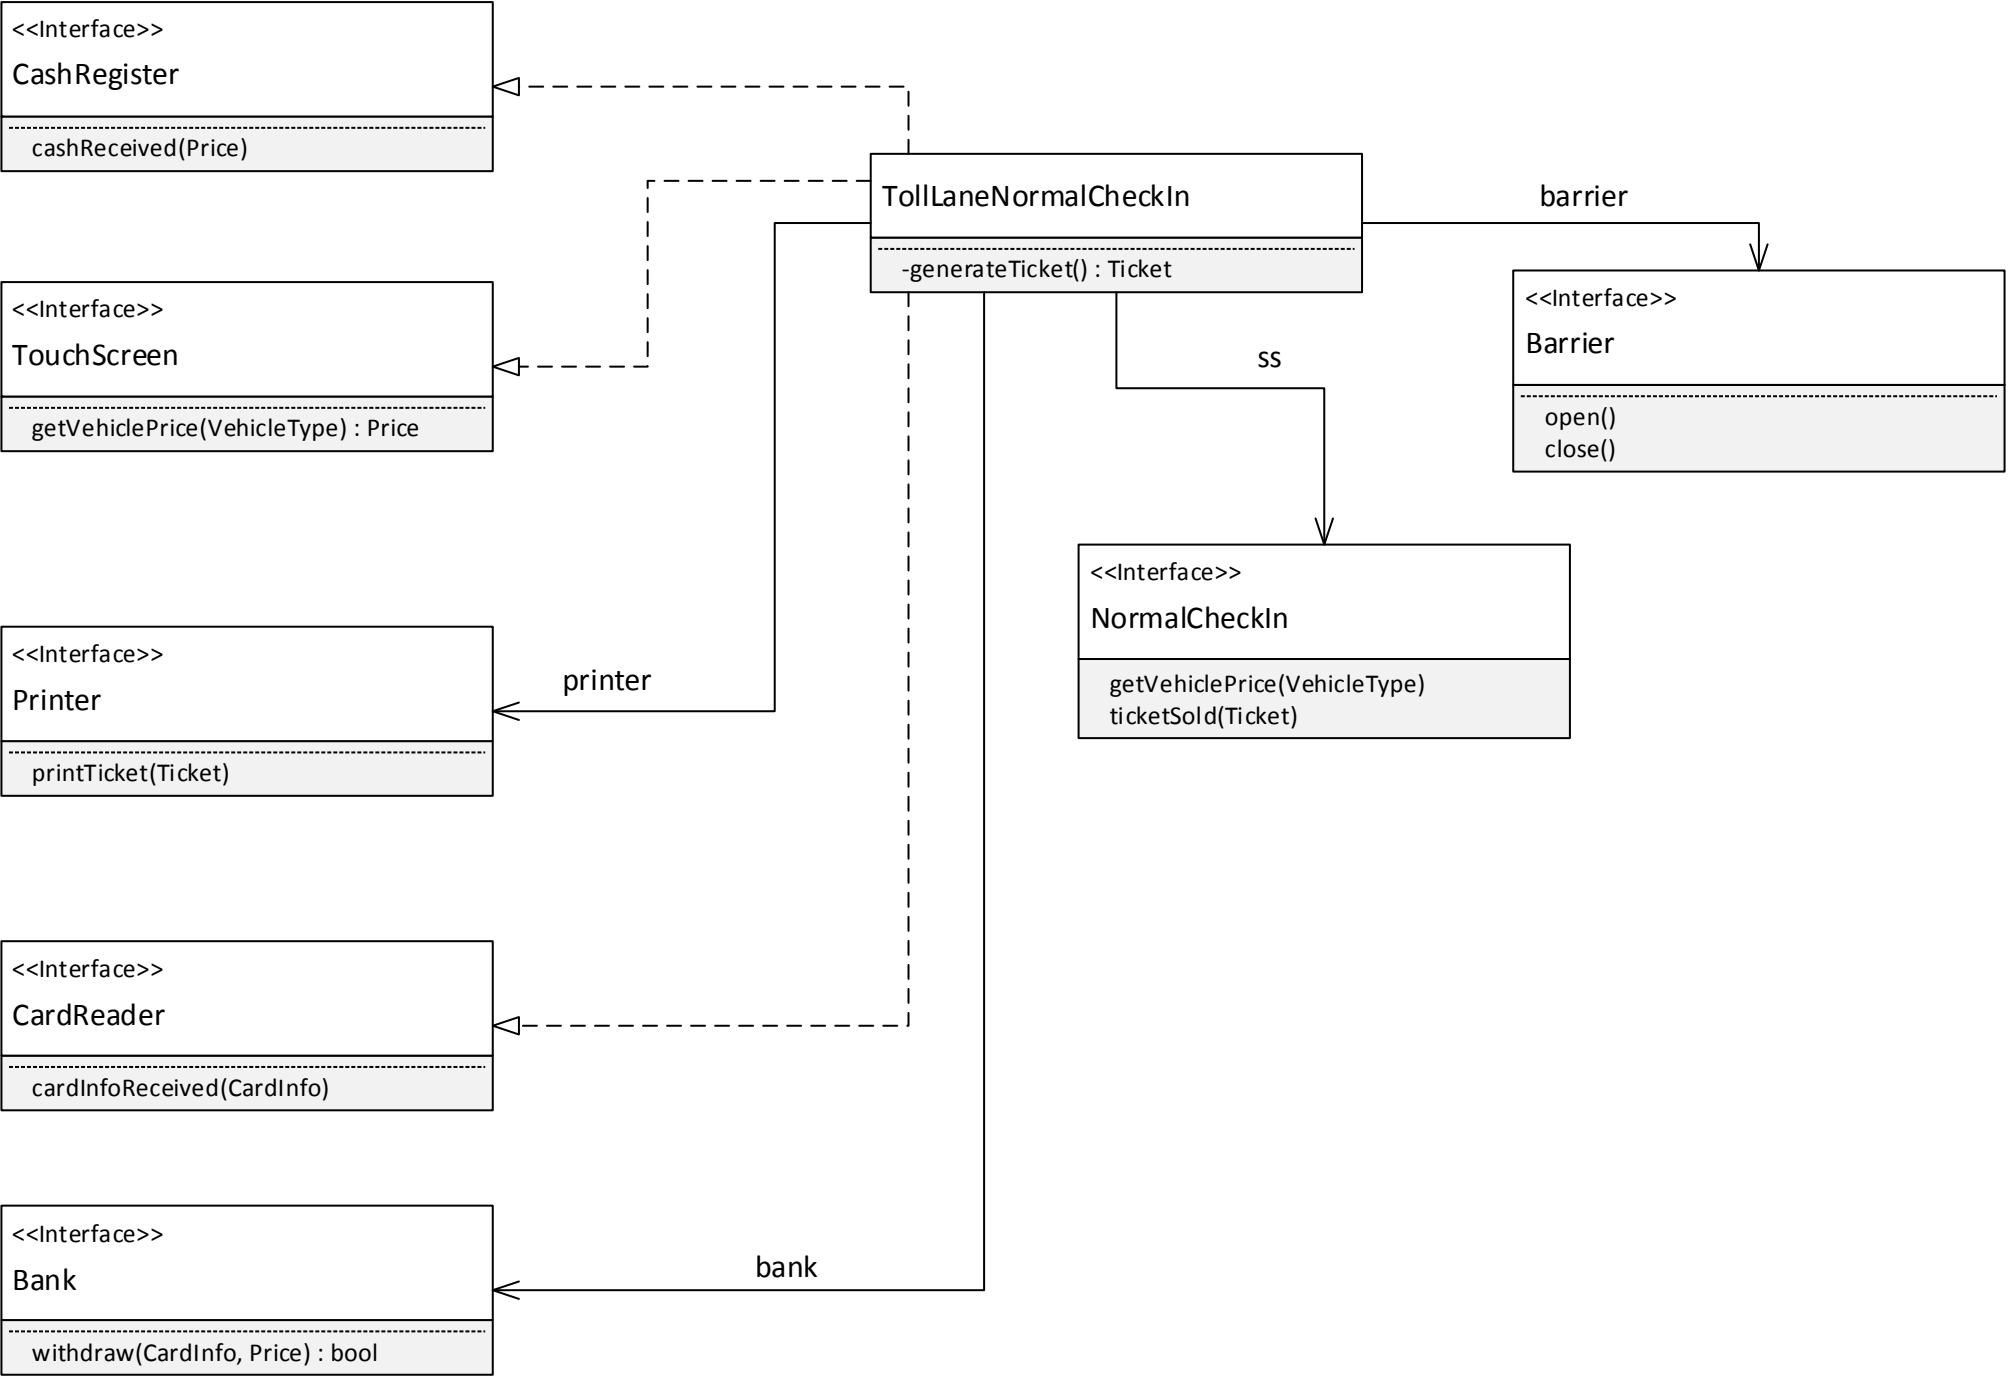 <<Interface>>
CashRegister
cashReceived(Price)
TollLaneNormalCheckIn
-generateTicket() : Ticket
barrier
<<Interface>>
TouchScreen
getVehiclePrice(VehicleType) : Price
<<Interface>>
Barrier
open()
close()
ss
<<Interface>>
NormalCheckIn
getVehiclePrice(VehicleType)
ticketSold(Ticket)
<<Interface>>
Printer
printTicket(Ticket)
printer
<<Interface>>
CardReader
cardInfoReceived(CardInfo)
<<Interface>>
Bank
withdraw(CardInfo, Price) : bool
bank